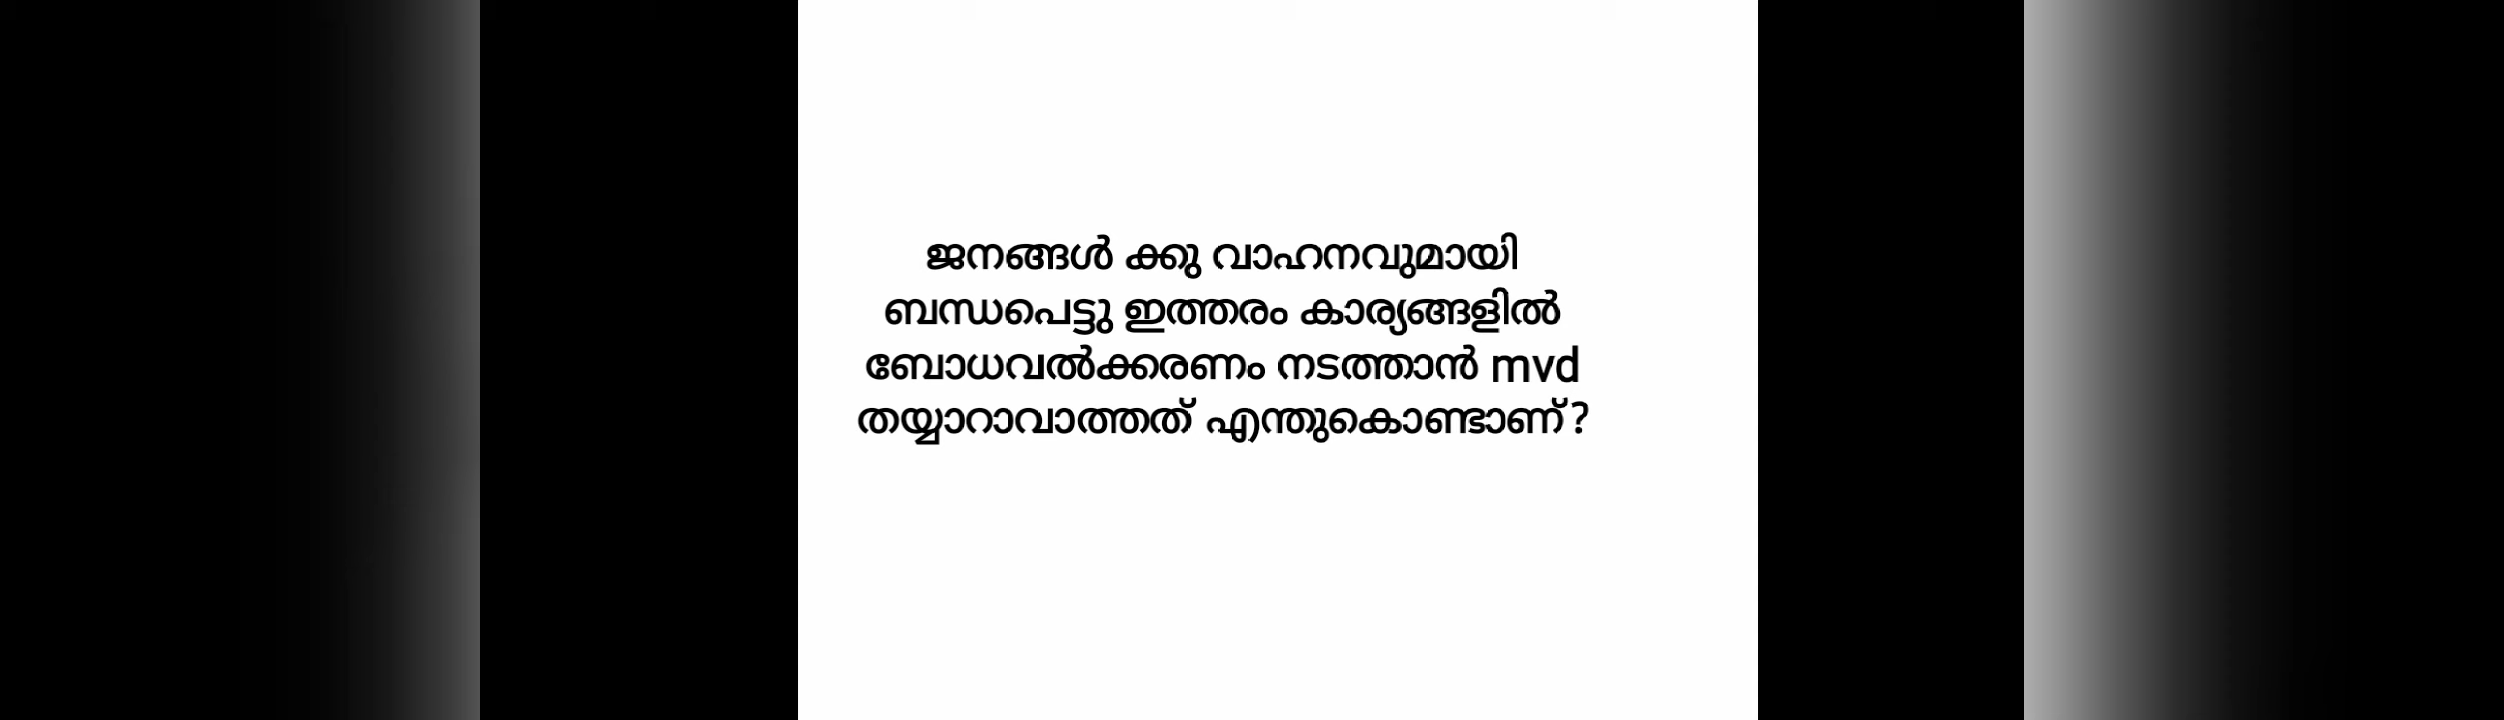 ജനങ്ങൾ ക്കു വാഹനവുമായി
ബന്ധപെട്ടു ഇത്തരം കാര്യങ്ങളിൽ
ബോധവൽക്കരണം നടത്താൻ mvd
തയ്യാറാവാത്തത് എന്തുകൊണ്ടാണ്?